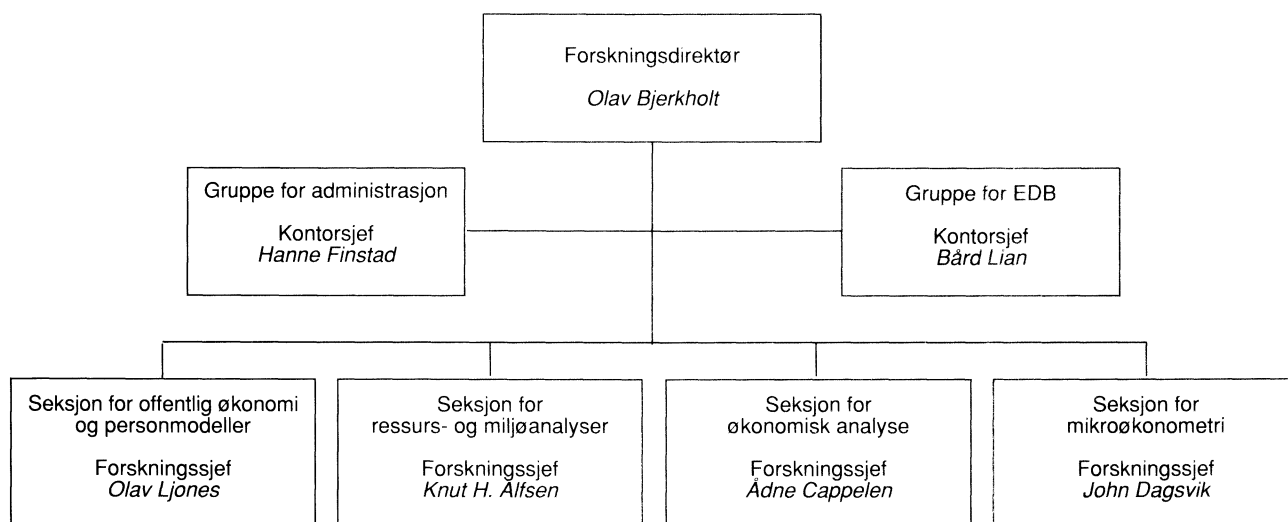 Forskningsdirektør
Olav Bjerkholt
Gruppe for administrasjon
Kontorsjef
Hanne Finstad
Gruppe for EDB
Kontorsjef
Bård Lian
Seksjon for offentlig økonomi
og personmodeller
Forskningssjef
Olav Ljones
Seksjon for
ressurs- og miljøanalyser
Forskningssjef
Knut H. Alfsen
Seksjon for
økonomisk analyse
Forskningssjef
Ådne Cappelen
Seksjon for
mikroøkonometri
Forskningssjef
John Dagsvik